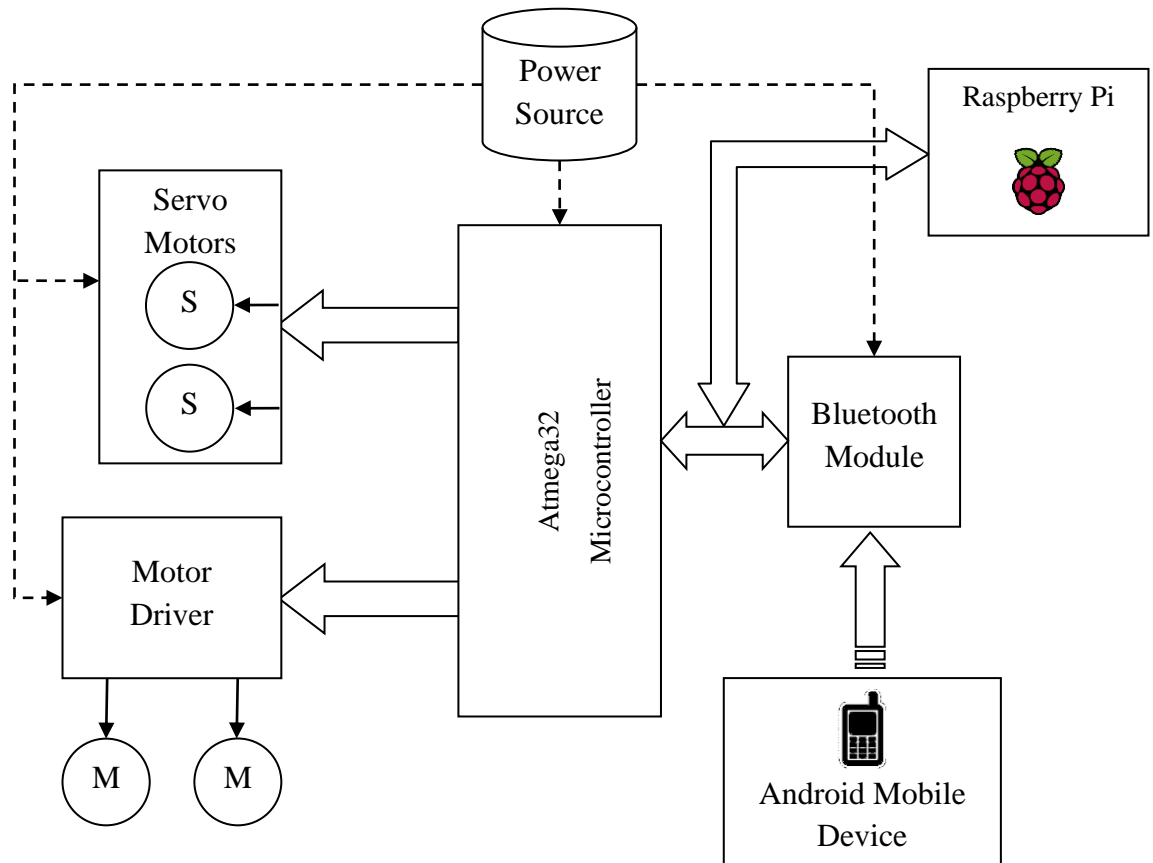 Power
Source
Raspberry Pi
Servo
Motors
S
S
Atmega32
Microcontroller
Bluetooth
Module
Motor
Driver
M
M
Android Mobile
Device